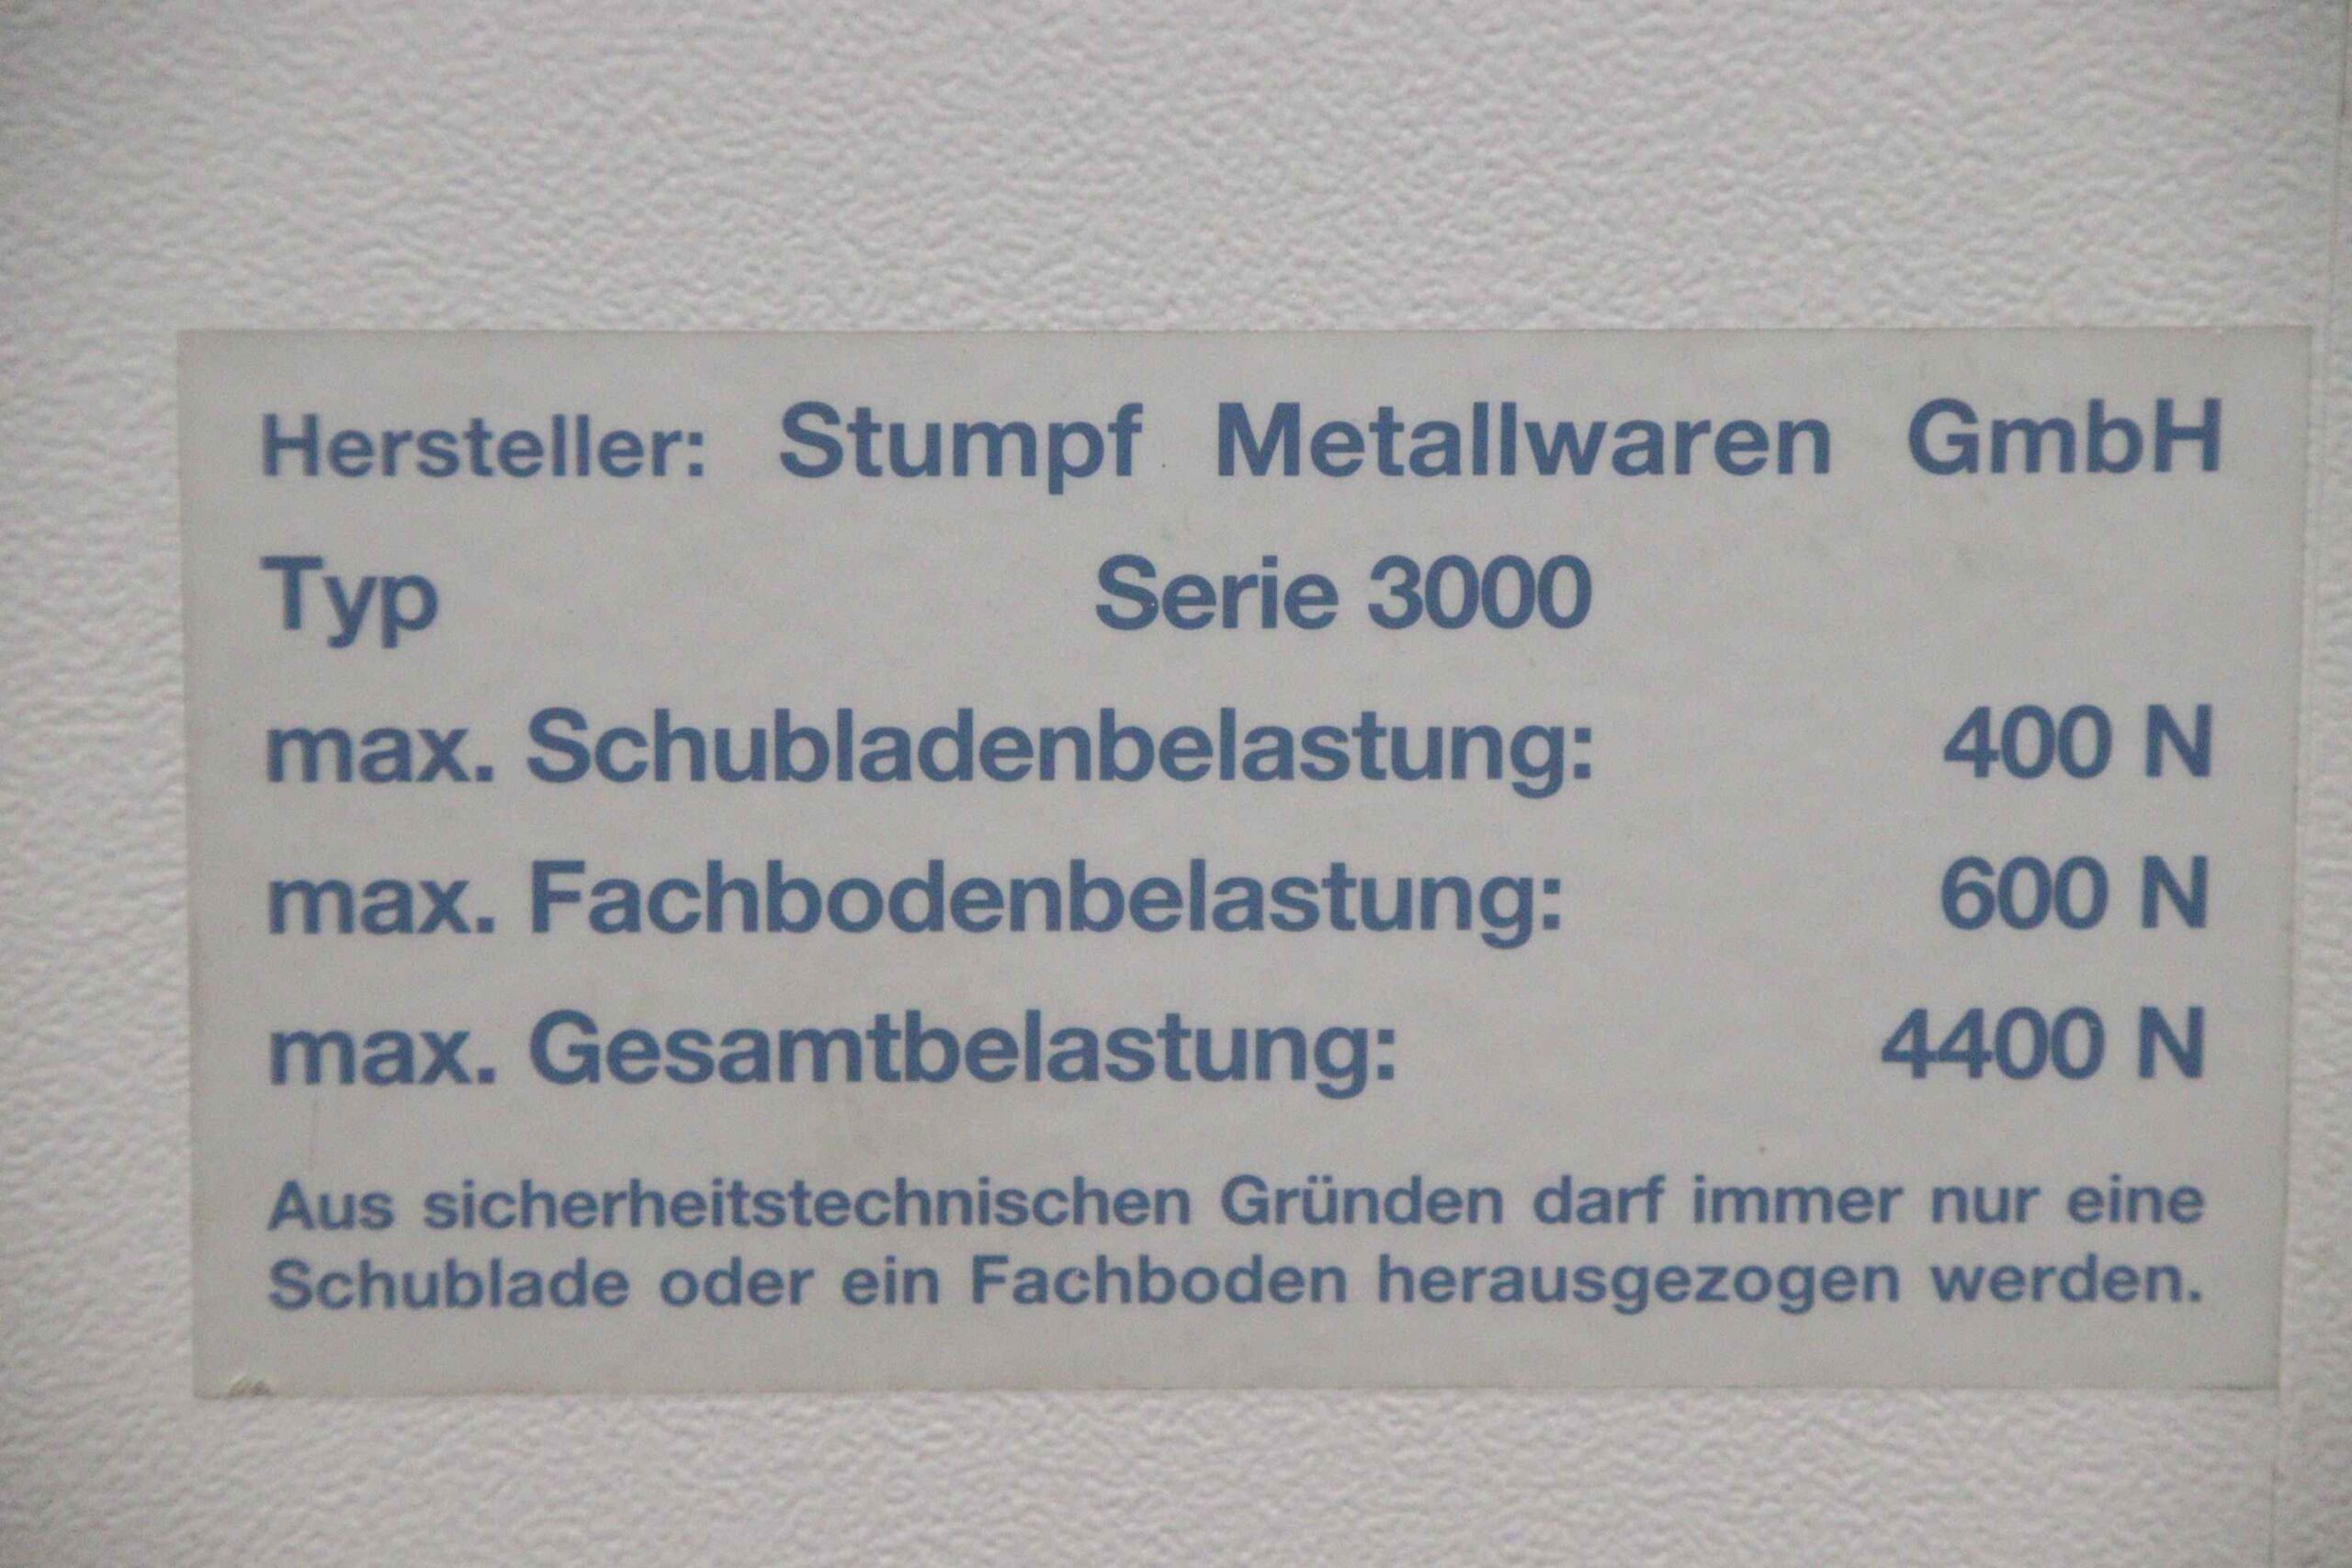 Hersteller: Stumpf Metallwaren GmbH
Typ Serie 3000
max. Schubladenbelastung: 400 N
max. Fachbodenbelastung: 600 N
max. Gesamtbelastung: 4400 N
Aus sicherheitstechnischen Gründen darf immer nur eine
Schublade oder ein Fachboden herausgezogen werden.